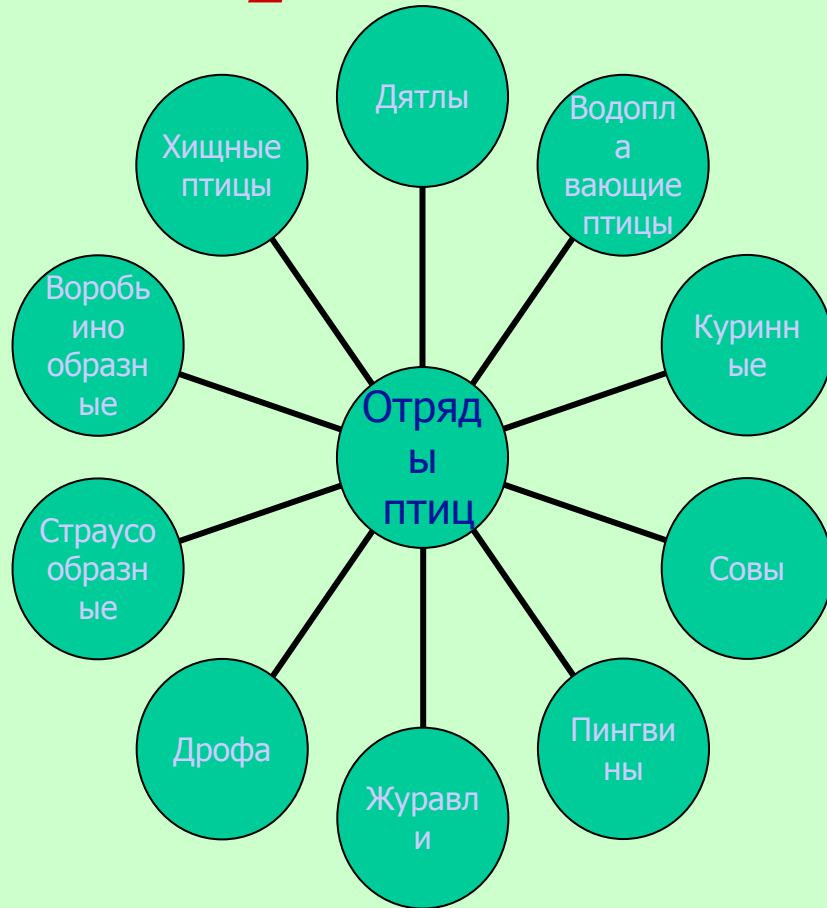 Дятлы
Водопл
а
вающие
птицы
Хищные
птицы
Куринн
ые
Воробь
ино
образн
ые
Отряд
ы
птиц
Страусо
образн
ые
Совы
Дрофа
Пингви
ны
Журавл
и